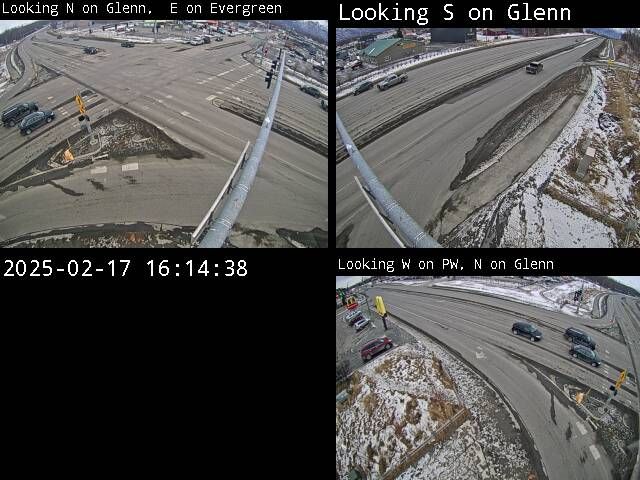 Looking N on Glenn,  E on Evergreen
Looking S on Glenn
2025-02-17 16:14:38
Looking W on PW, N on Glenn